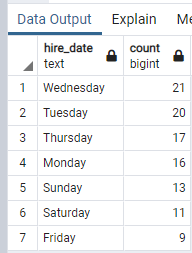 Data Output Explain Me
hire_date count
text bigint
1 Wednesday 21
2 Tuesday 20
3 Thursday 17
4 Monday 16
5 Sunday 13
6 Saturday 11
7 Friday 9